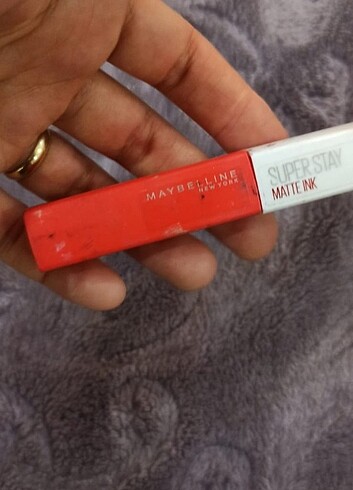 MAYBELLINE
NEW YORK
SUPER STAY
MATTE INK